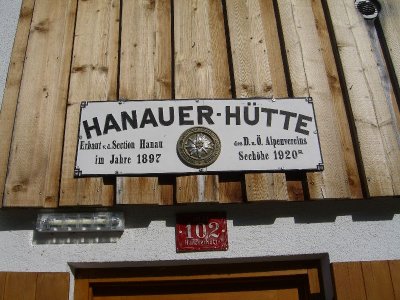 HANAUER-HÜTTE
Erbaut v. d. Section Hanau des D. u. Ö. Alpenvereins
im Jahre 1897 Seehöhe 1920m
102